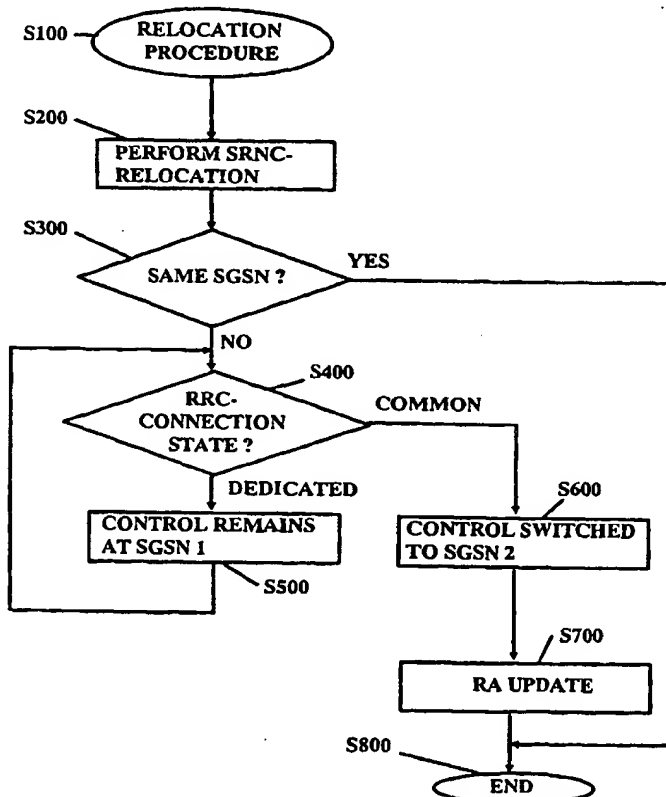 S100
RELOCATION
PROCEDURE
S200
PERFORM SRNC-
RELOCATION
S300
SAME SGSN ?
YES
NO
S400
RRC-
CONNECTION
STATE ?
COMMON
DEDICATED
CONTROL REMAINS
AT SGSN 1
S500
S600
CONTROL SWITCHED
TO SGSN 2
S700
RA UPDATE
S800
END